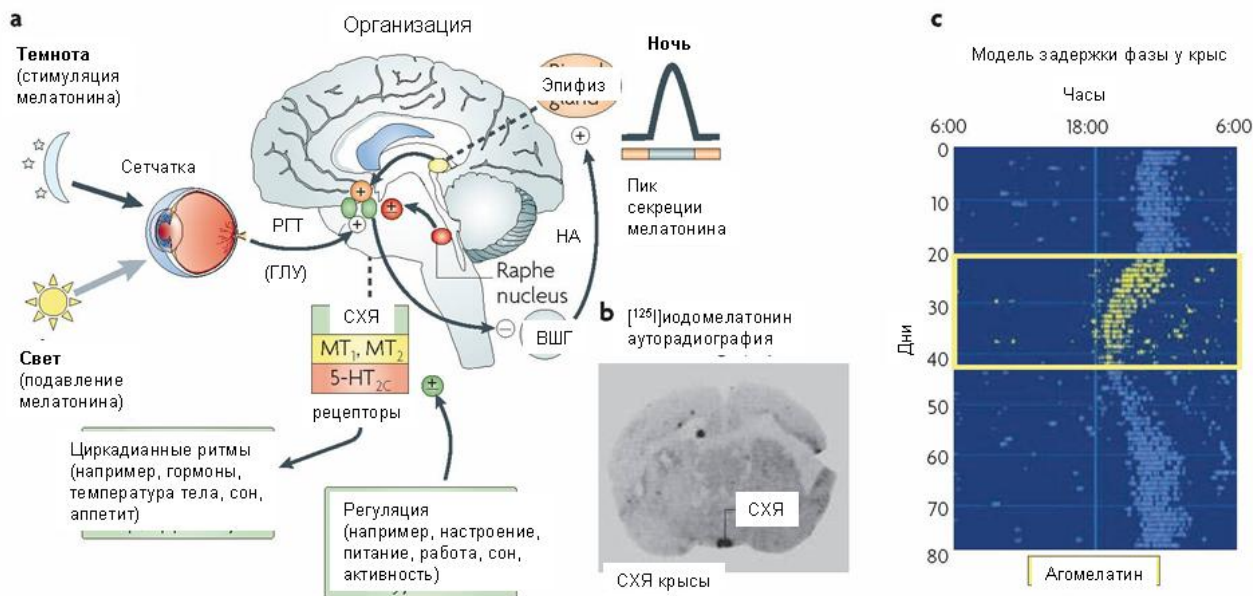 a
Организация
Темнота
(стимуляция
мелатонина)
Сетчатка
РГТ
(ГЛУ)
Свет
(подавление
мелатонина)
Эпифиз
gland
НА
Raphe
nucleus
ВШГ
СХЯ
MT1, MT2
5-HT2C
рецепторы
Циркадианные ритмы
(например, гормоны,
температура тела, сон,
аппетит)
Регуляция
(например, настроение,
питание, работа, сон,
активность)
Ночь
Пик
секреции
мелатонина
b
[125I]иодомелатонин
ауторадиография
СХЯ
СХЯ крысы
c
Модель задержки фазы у крыс
Часы
6:00 18:00 6:00
Дни
0
10
20
30
40
50
60
70
80
Агомелатин